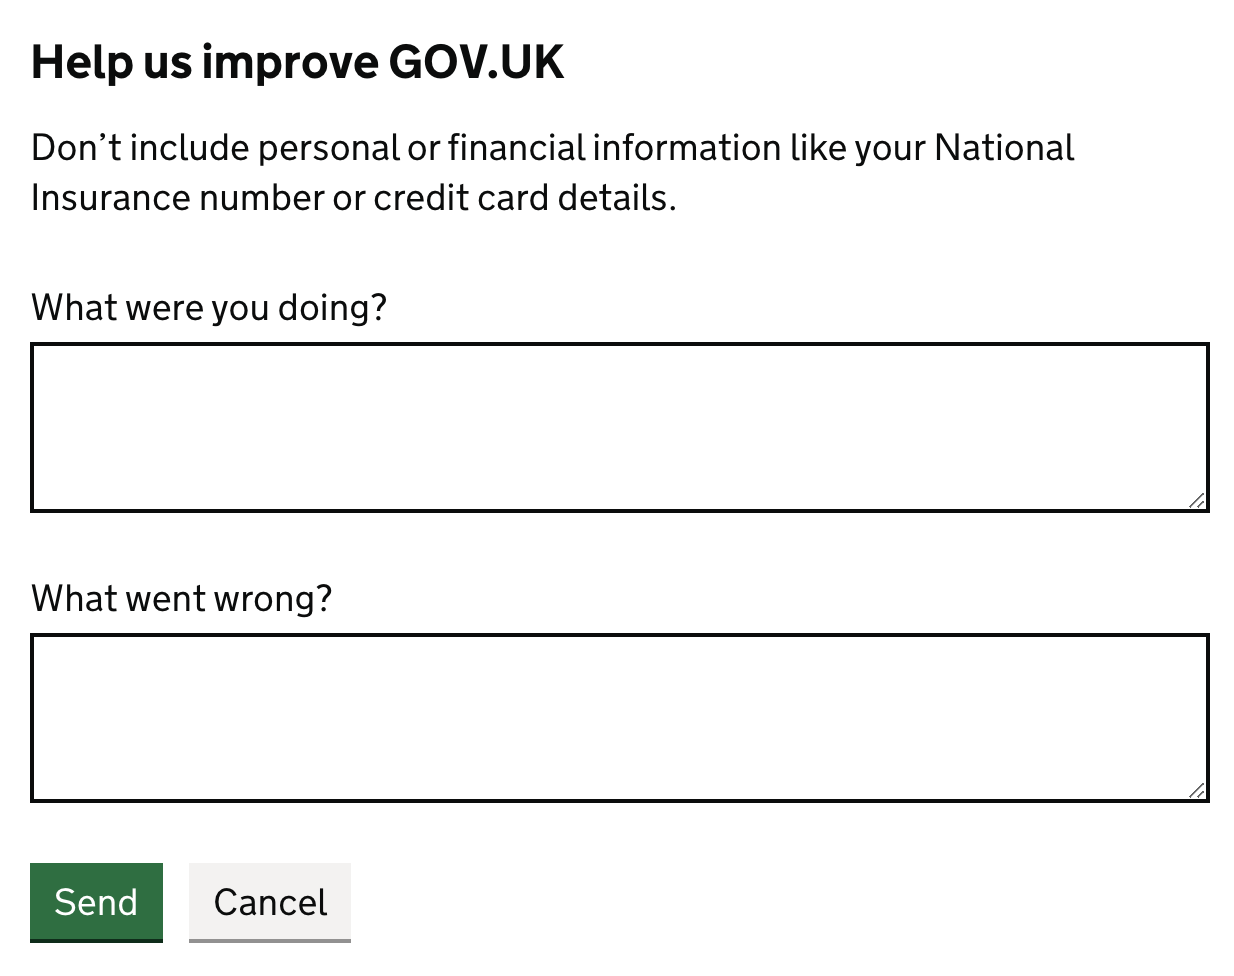 Help us improve GOV.UK
Don’t include personal or financial information like your National
Insurance number or credit card details.
What were you doing?
What went wrong?
Send Cancel